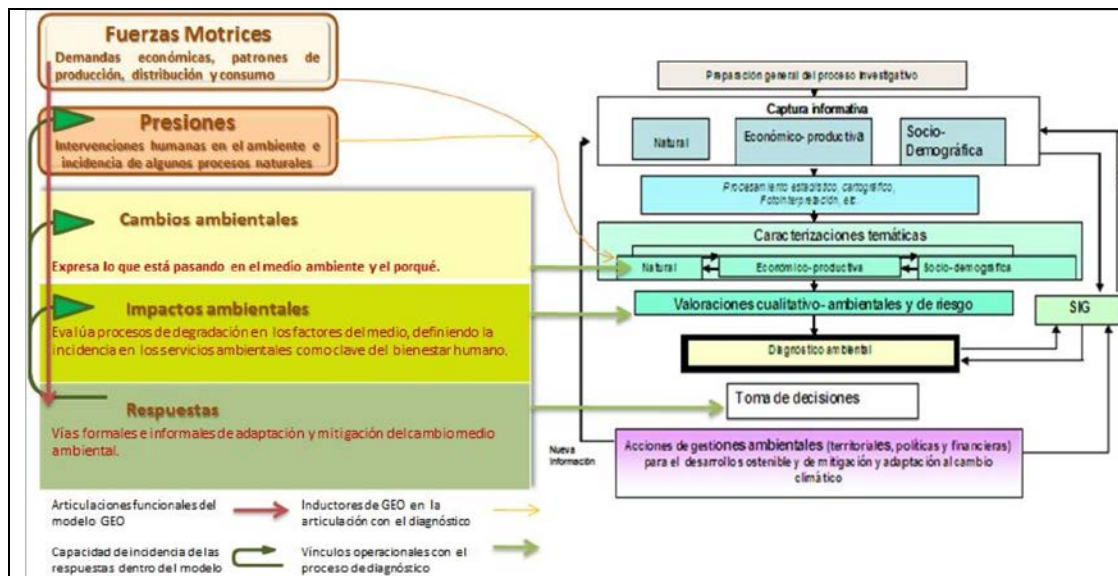 Fuerzas Motrices
Demandas económicas, patrones de
producción, distribución y consumo
Presiones
Intervenciones humanas en el ambiente e
incidencia de algunos procesos naturales
Cambios ambientales
Expresa lo que está pasando en el medio ambiente y el porqué.
Impactos ambientales
Evalúa procesos de degradación en los factores del medio, definiendo la
incidencia en los servicios ambientales como clave del bienestar humano.
Respuestas
Vías formales e informales de adaptación y mitigación del cambio medio
ambiental.
Articulaciones funcionales del
modelo GEO
Inductores de GEO en la
articulación con el diagnóstico
Capacidad de incidencia de las
respuestas dentro del modelo
Vínculos operacionales con el
proceso de diagnóstico
Preparación general del proceso investigativo
Captura informativa
Natural
Económico- productiva
Socio-
Demográfica
Procesamiento estadístico, cartográfico,
Fotointerpretación, etc.
Caracterizaciones temáticas
Natural
Económico-productiva
Socio-demográfica
Valoraciones cualitativo- ambientales y de riesgo
SIG
Diagnóstico ambiental
Toma de decisiones
Nueva
Información
Acciones de gestiones ambientales (territoriales, políticas y financieras)
para el desarrollos ostenible y de mitigación y adaptación al cambio
climático